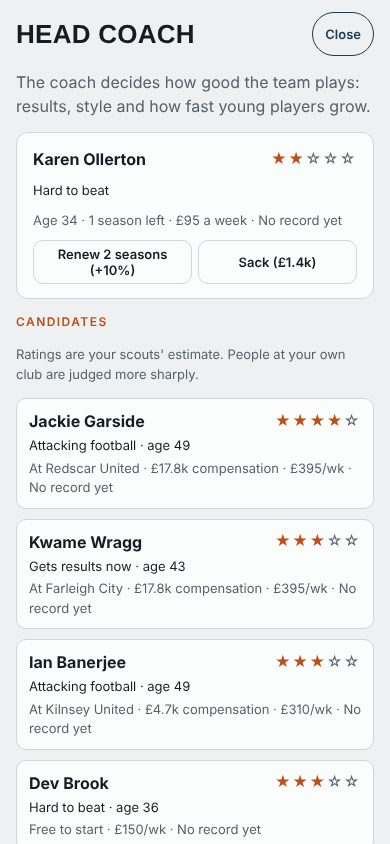 HEAD COACH
Close
The coach decides how good the team plays:
results, style and how fast young players grow.
Karen Ollerton
Hard to beat
Age 34 · 1 season left · £95 a week · No record yet
Renew 2 seasons
(+10%)
Sack (£1.4k)
CANDIDATES
Ratings are your scouts' estimate. People at your own
club are judged more sharply.
Jackie Garside
Attacking football · age 49
At Redscar United · £17.8k compensation · £395/wk ·
No record yet
Kwame Wragg
Gets results now · age 43
At Farleigh City · £17.8k compensation · £395/wk · No
record yet
Ian Banerjee
Attacking football · age 49
At Kilnsey United · £4.7k compensation · £310/wk · No
record yet
Dev Brook
Hard to beat · age 36
Free to start · £150/wk · No record yet